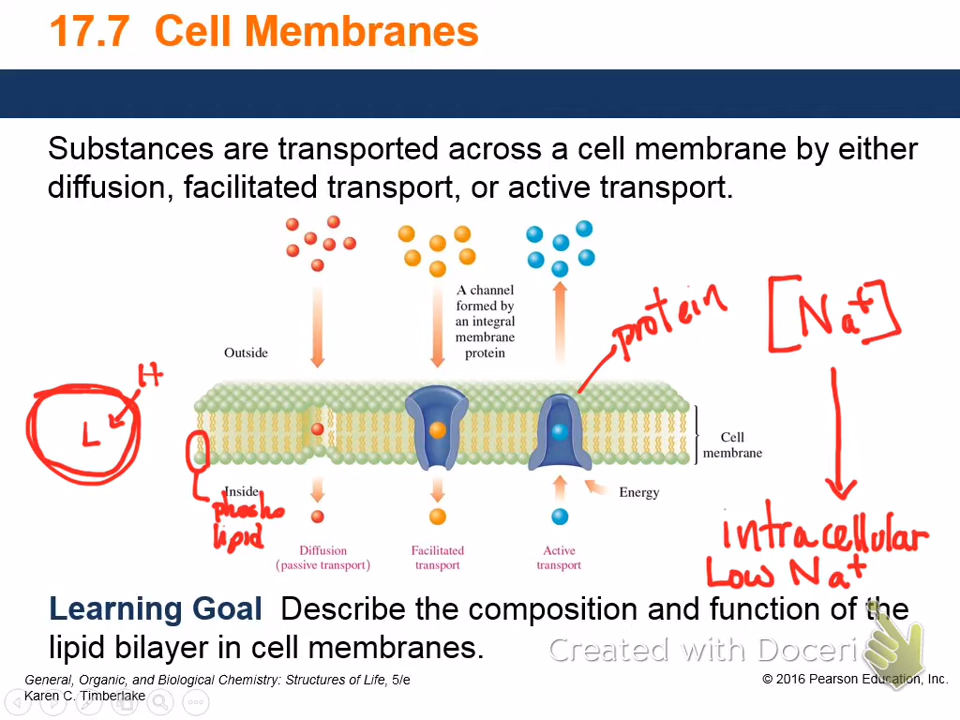 17.7 Cell Membranes
Substances are transported across a cell membrane by either
diffusion, facilitated transport, or active transport.
A channel
formed by
an integral
membrane
protein
protein
[Na+]
Outside
H
L
Cell
membrane
Inside
Energy
phospho
lipid
intracellular
Low Na+
Diffusion
(passive transport)
Facilitated
transport
Active
transport
Learning Goal Describe the composition and function of the
lipid bilayer in cell membranes.
Created with Doceri
General, Organic, and Biological Chemistry: Structures of Life, 5/e
Karen C. Timberlake
© 2016 Pearson Education, Inc.